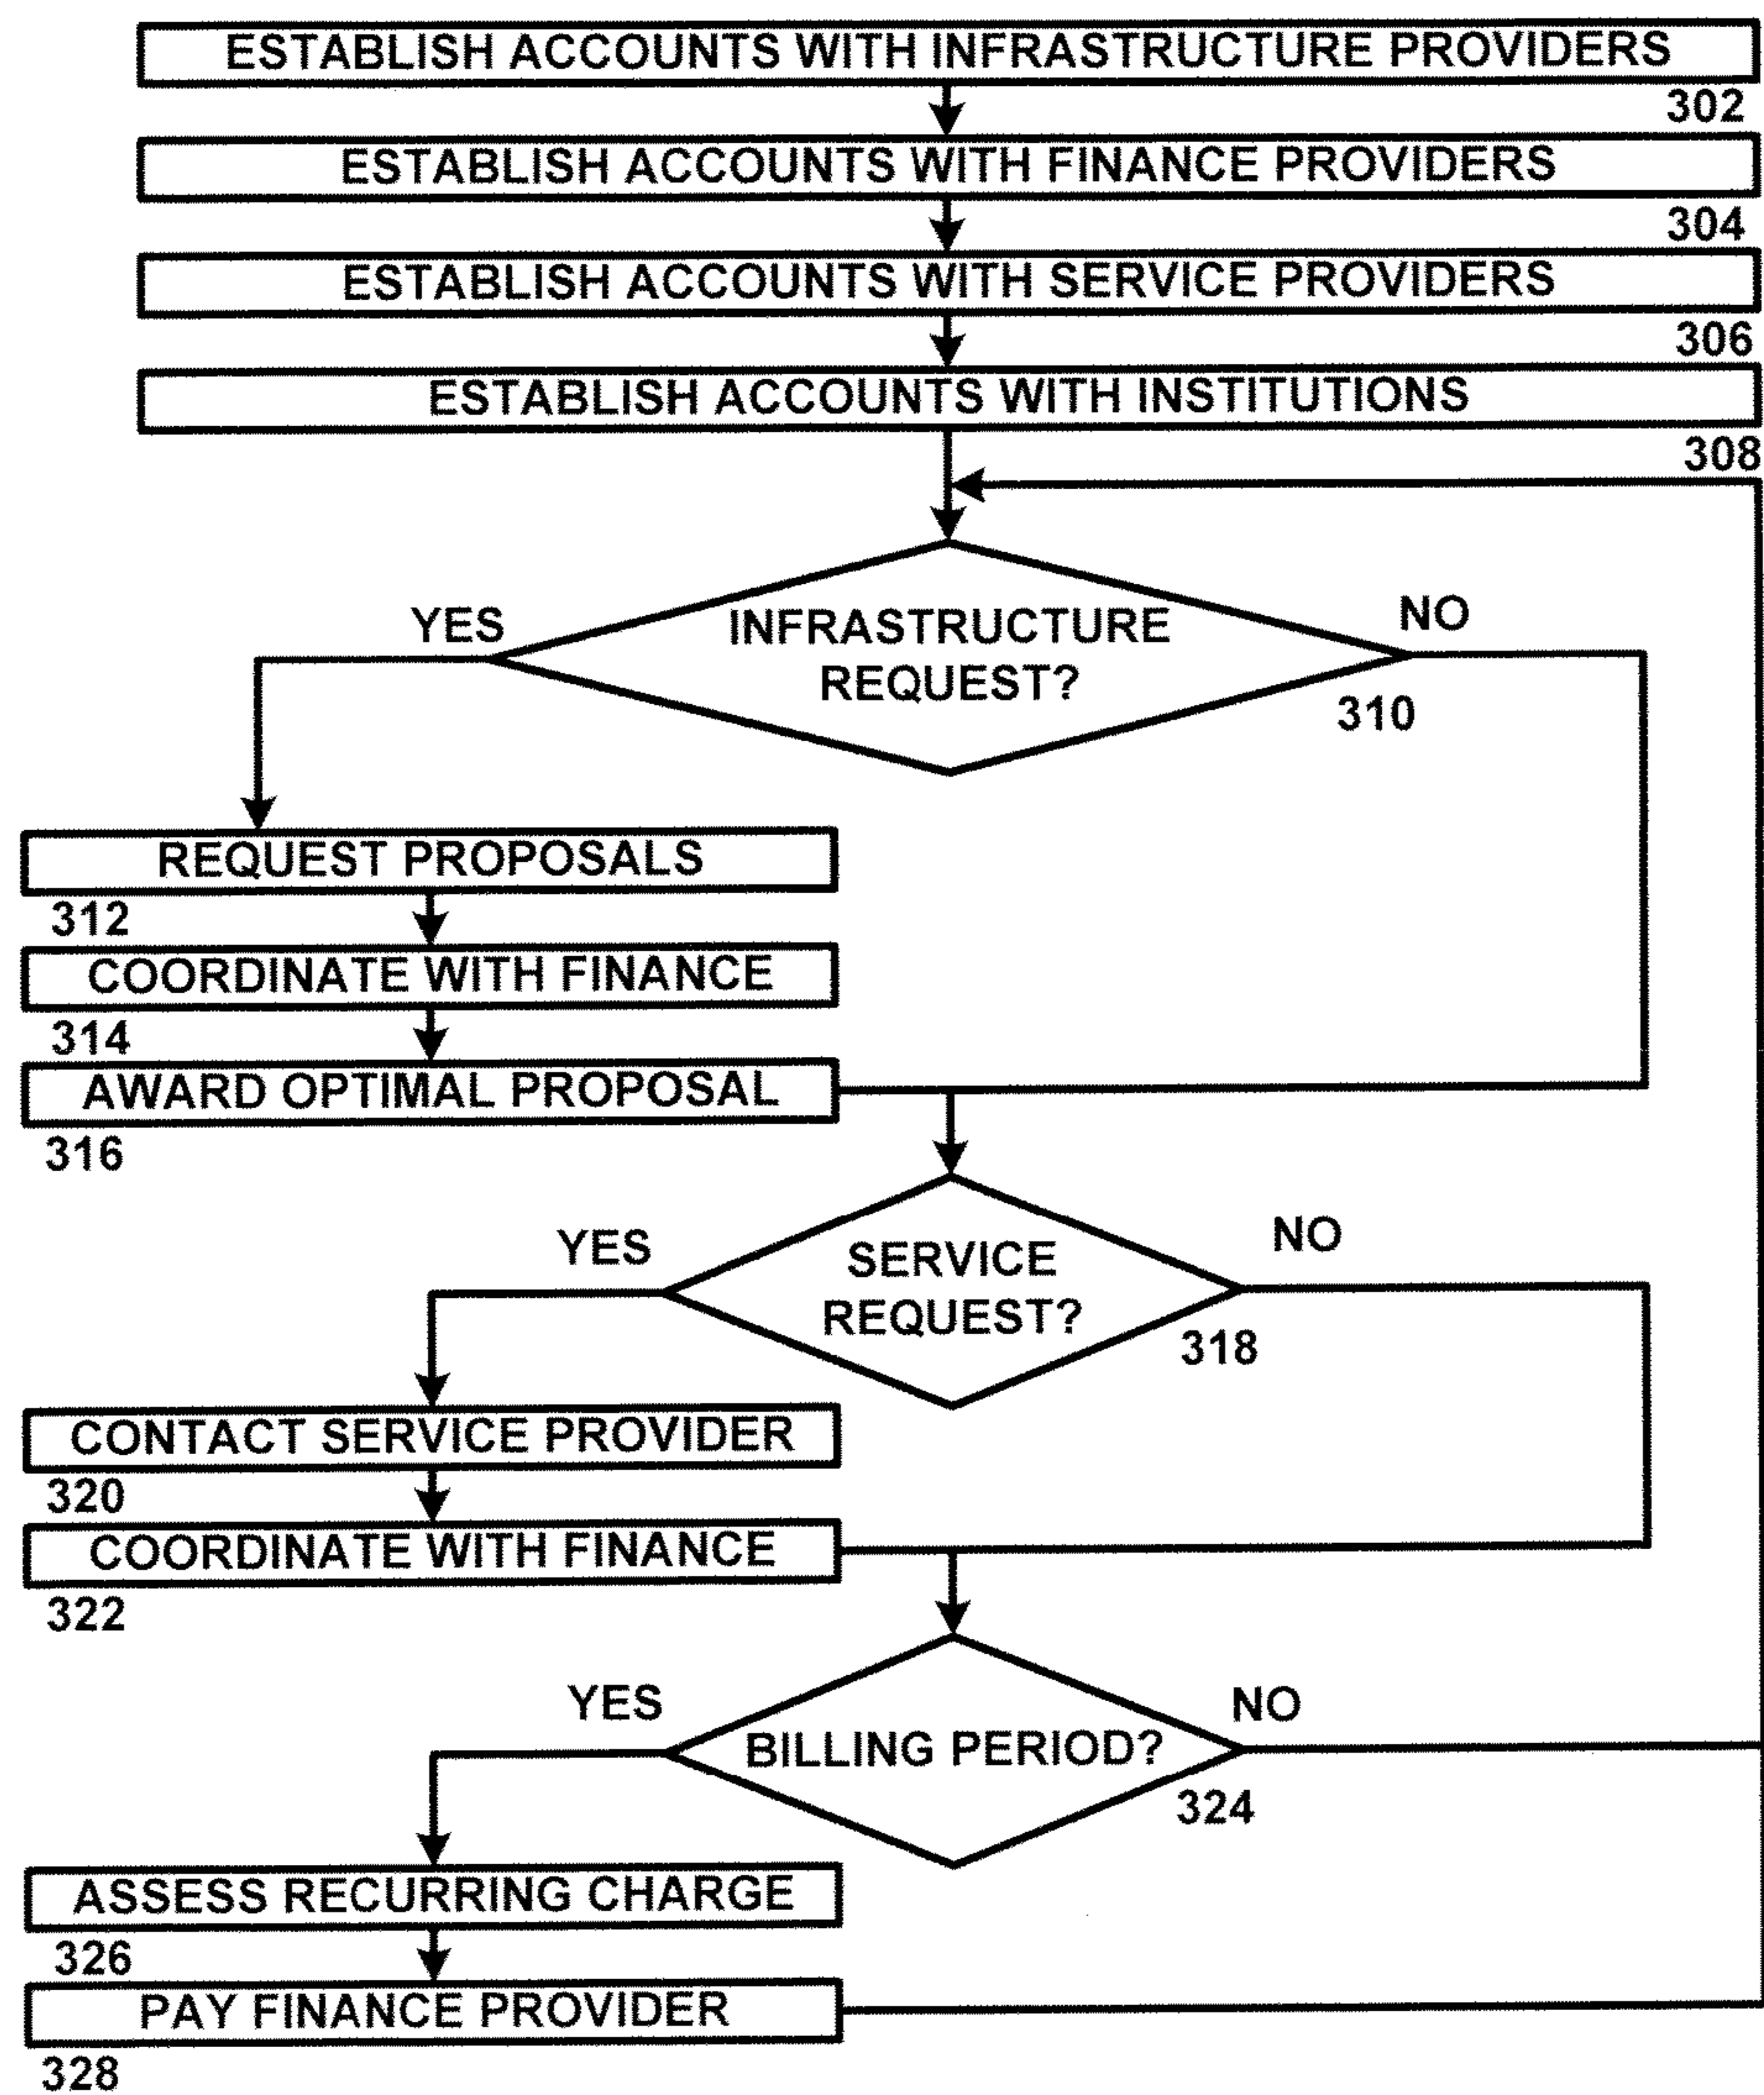 ESTABLISH ACCOUNTS WITH INFRASTRUCTURE PROVIDERS
302
ESTABLISH ACCOUNTS WITH FINANCE PROVIDERS
304
ESTABLISH ACCOUNTS WITH SERVICE PROVIDERS
306
ESTABLISH ACCOUNTS WITH INSTITUTIONS
308
YES
INFRASTRUCTURE
REQUEST?
NO
310
REQUEST PROPOSALS
312
COORDINATE WITH FINANCE
314
AWARD OPTIMAL PROPOSAL
316
YES
SERVICE
REQUEST?
NO
318
CONTACT SERVICE PROVIDER
320
COORDINATE WITH FINANCE
322
YES
BILLING PERIOD?
NO
324
ASSESS RECURRING CHARGE
326
PAY FINANCE PROVIDER
328